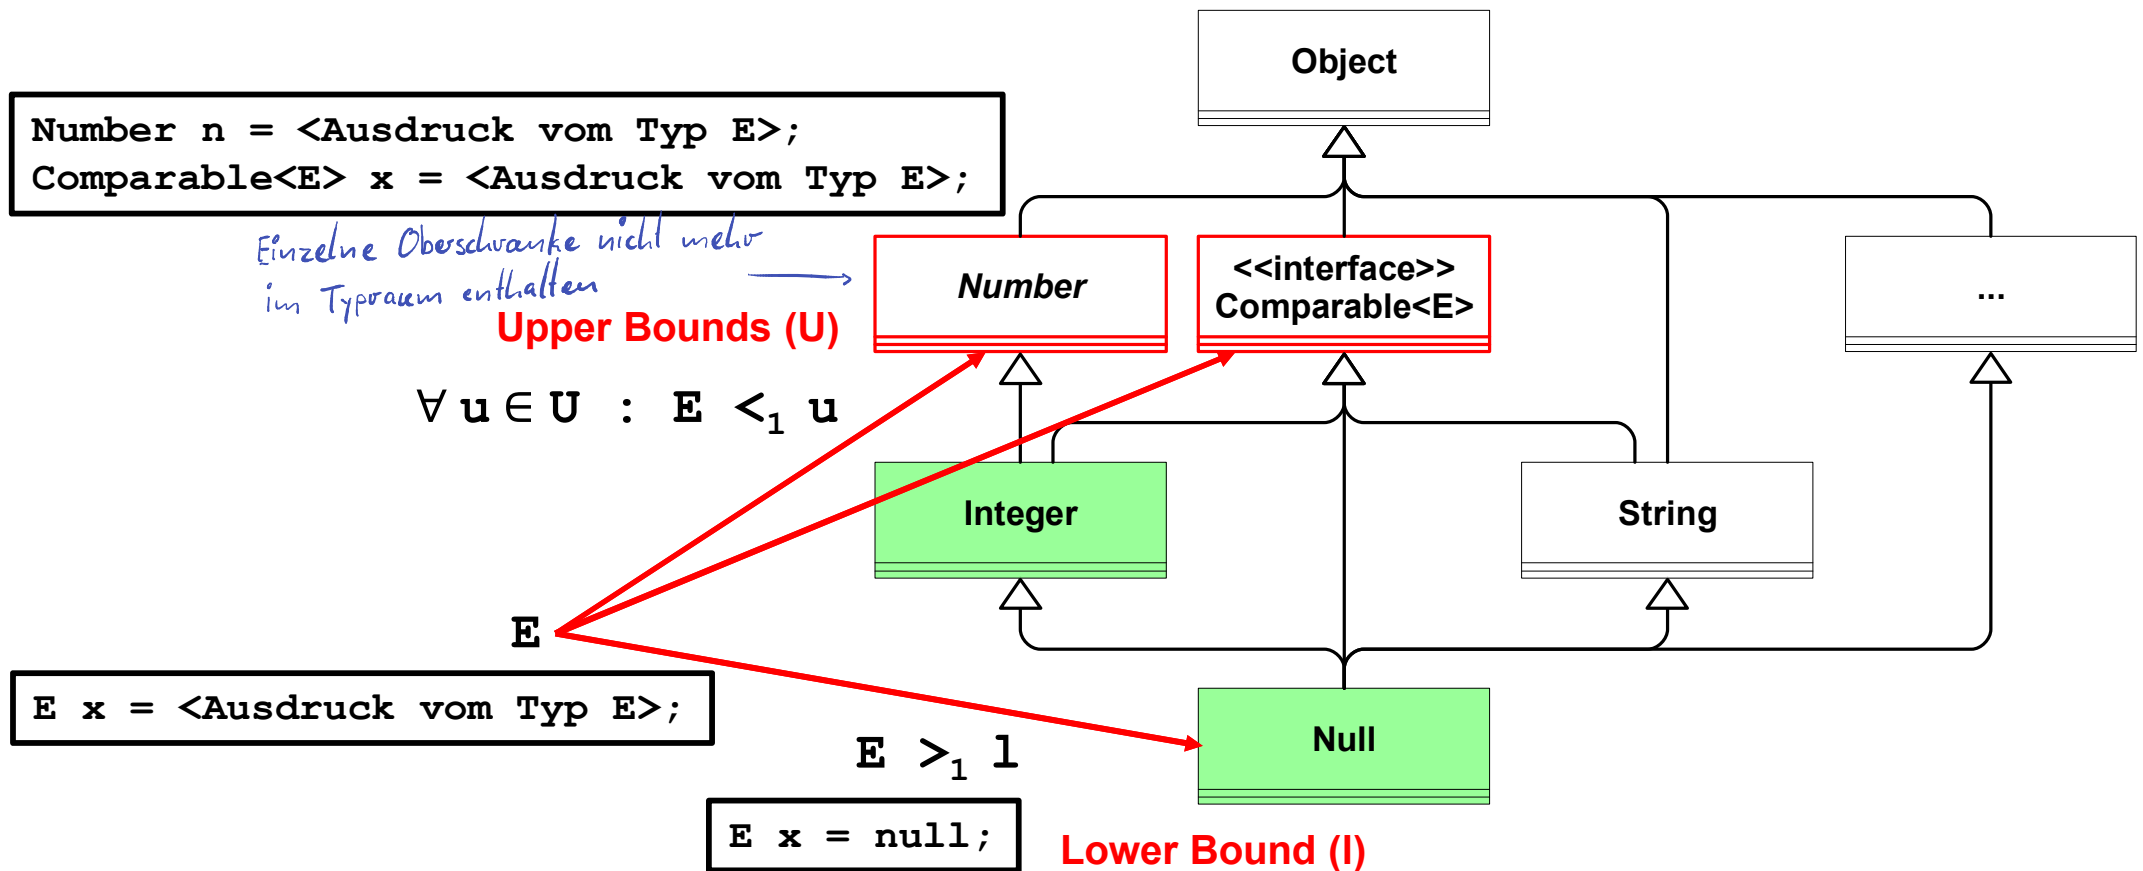 Object
Number n = <Ausdruck vom Typ E>;
Comparable<E> x = <Ausdruck vom Typ E>;
Einzelne Oberschranke nicht mehr
im Typraum enthalten
Upper Bounds (U)
Number
<<interface>>
Comparable<E>
...
∀ u ∈ U : E <₁ u
Integer
String
E
E x = <Ausdruck vom Typ E>;
E >₁ l
Null
E x = null;
Lower Bound (l)